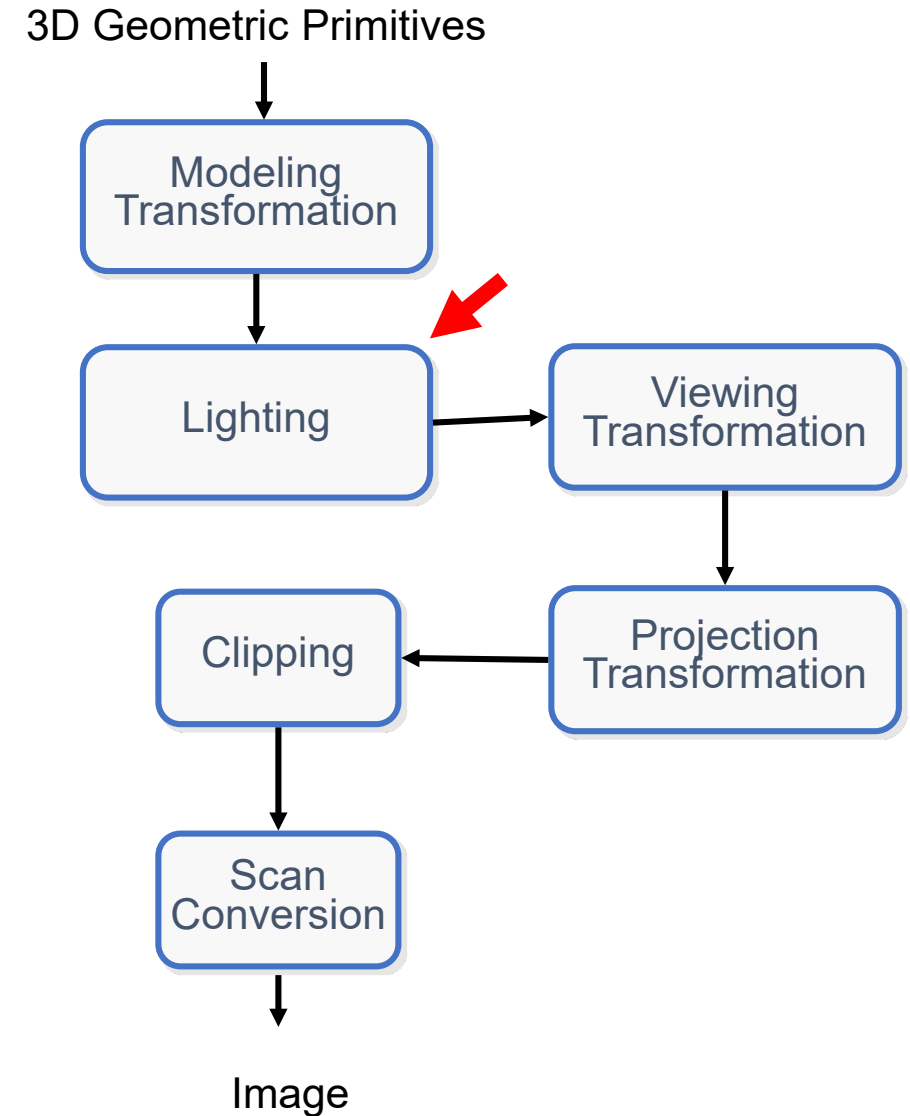 3D Geometric Primitives
Modeling
Transformation
Lighting
Viewing
Transformation
Projection
Transformation
Clipping
Scan
Conversion
Image